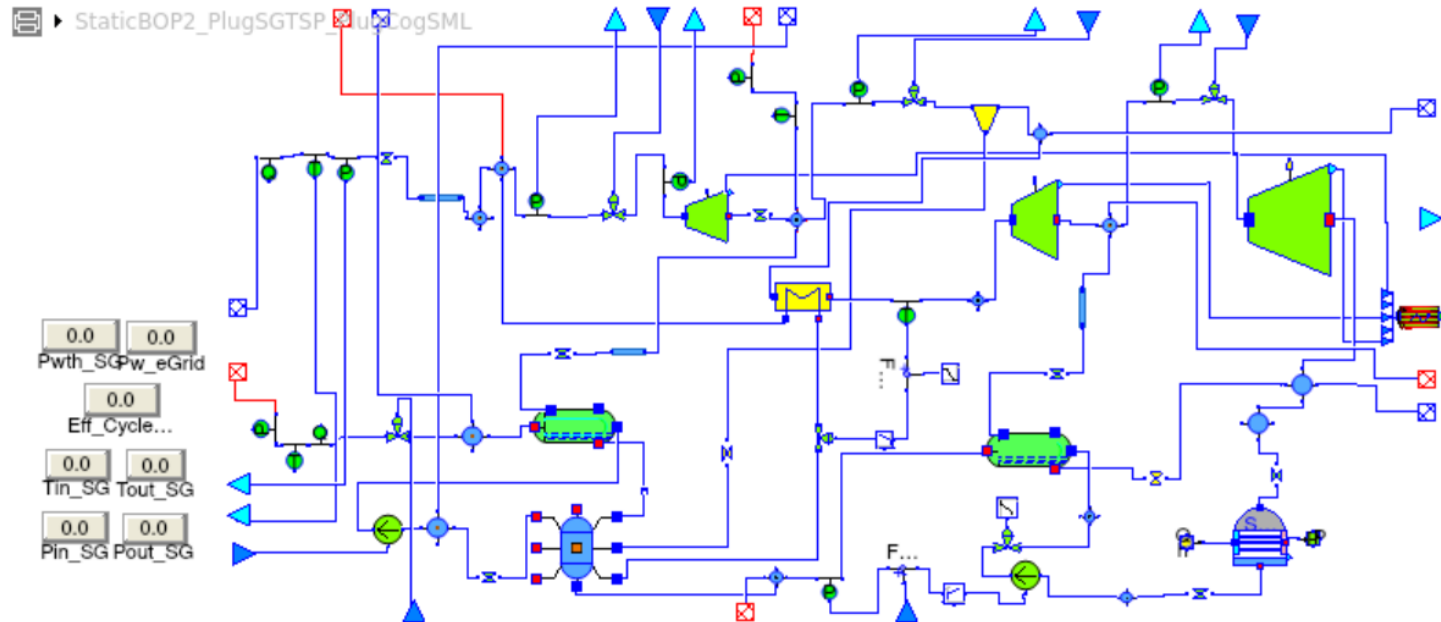 StaticBOP2_PlugSGTSP_PlugCogSML
0.0
0.0
Pwth_SG
Pw_eGrid
0.0
Eff_Cycle...
0.0
0.0
Tin_SG
Tout_SG
0.0
0.0
Pin_SG
Pout_SG
F...
F...
S